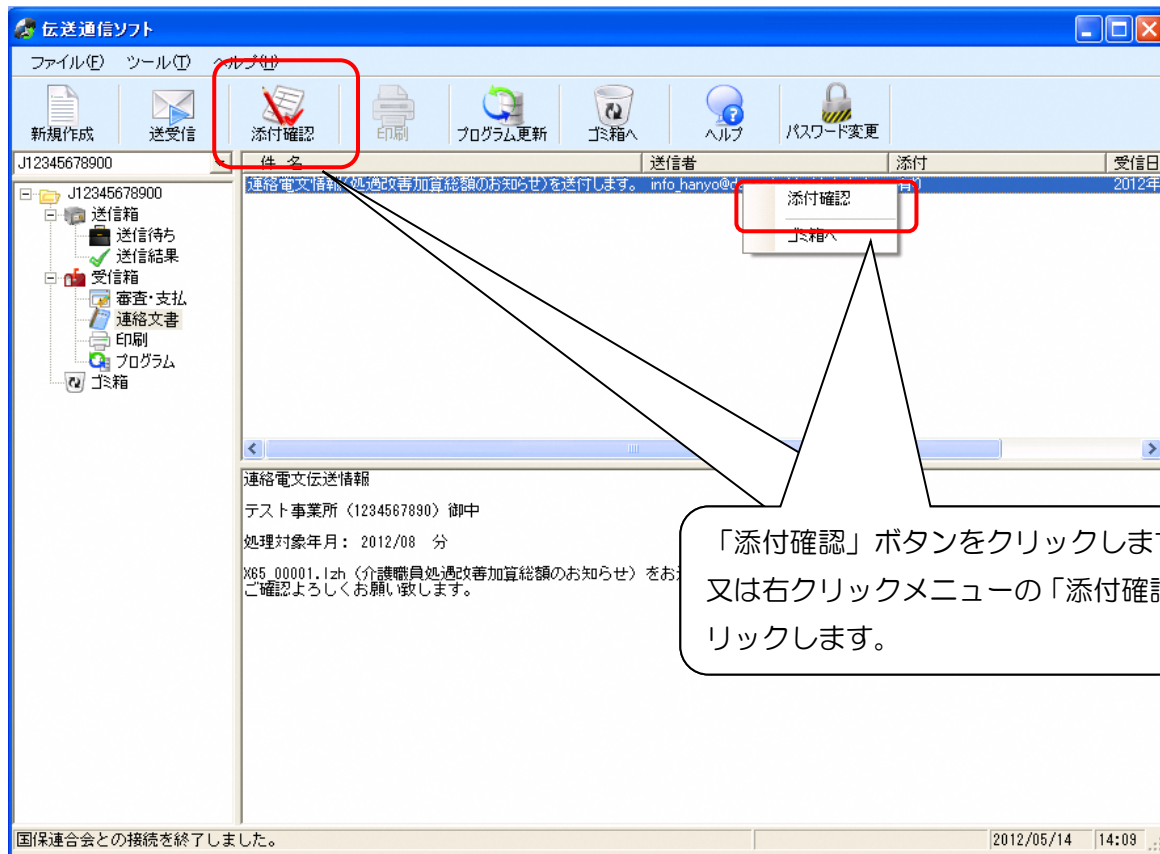 伝送通信ソフト
ファイル(F) ツール(T) ヘルプ(H)
新規作成 送受信 添付確認 印刷 プログラム更新 ゴミ箱へ ヘルプ パスワード変更
J12345678900
件 名 送信者 添付 受信日
連絡電文情報(処遇改善加算総額のお知らせ)を送付します。 info_hanyo@ 有り 2012年
添付確認
ゴミ箱へ
J12345678900
送信箱
送信待ち
送信結果
受信箱
審査・支払
連絡文書
印刷
プログラム
ゴミ箱
連絡電文伝送情報
テスト事業所（1234567890）御中
処理対象年月： 2012/08 分
X65_00001.lzh（介護職員処遇改善加算総額のお知らせ）をお
ご確認よろしくお願い致します。
「添付確認」ボタンをクリックしま
又は右クリックメニューの「添付確
リックします。
国保連合会との接続を終了しました。
2012/05/14 14:09